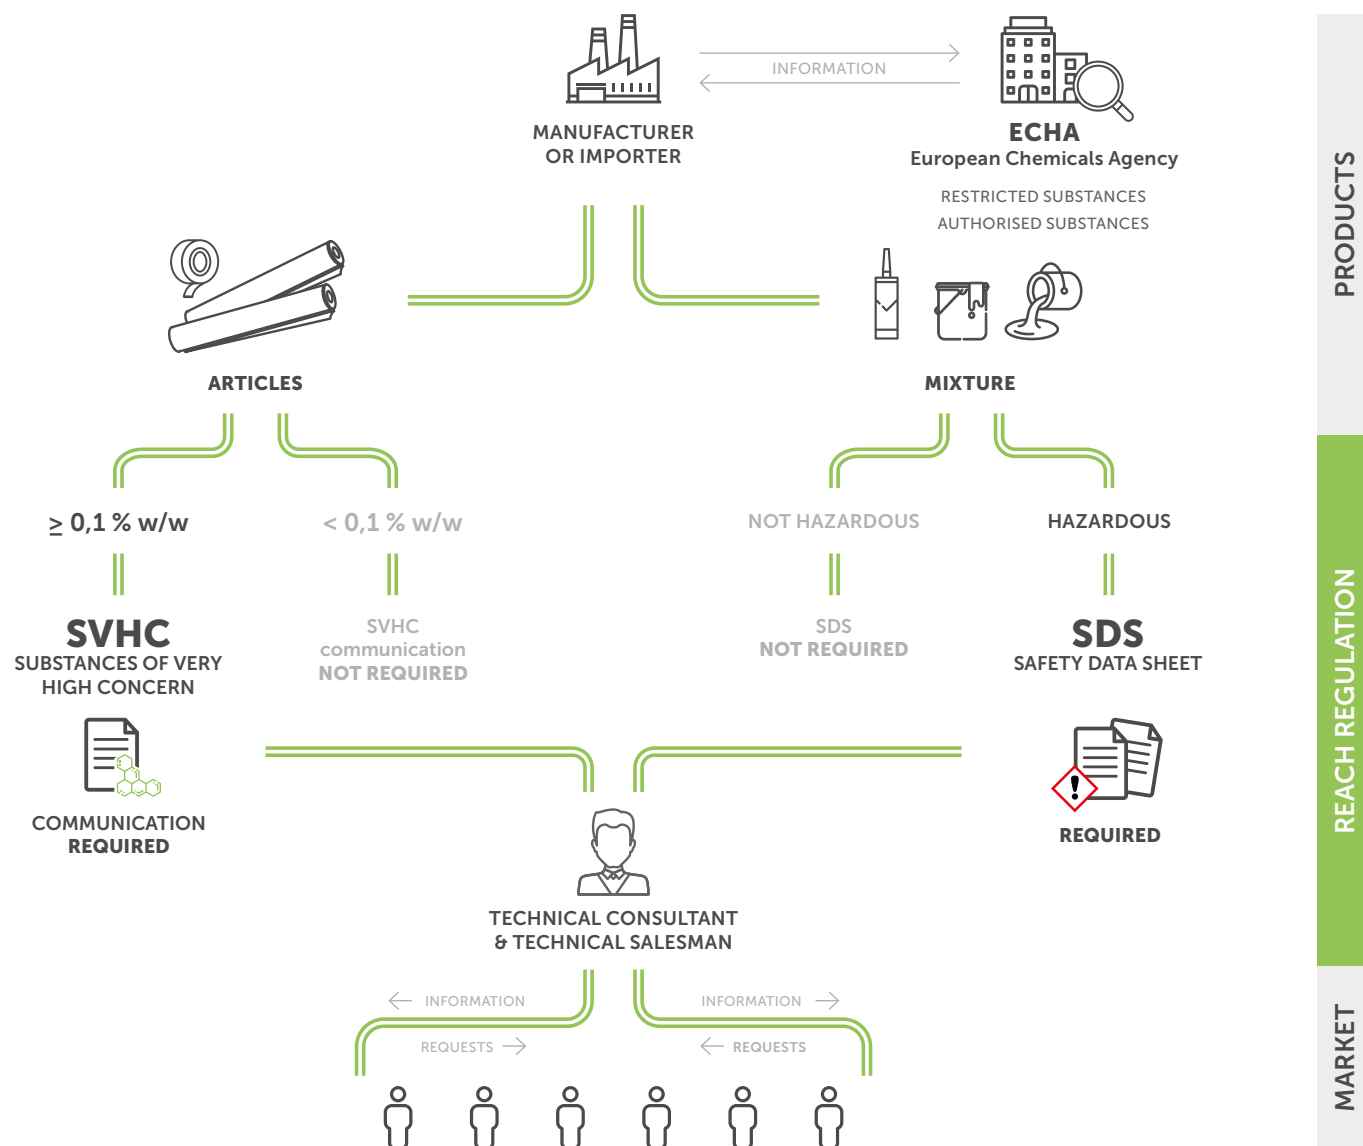 INFORMATION
MANUFACTURER
OR IMPORTER
ECHA
European Chemicals Agency
RESTRICTED SUBSTANCES
AUTHORISED SUBSTANCES
PRODUCTS
ARTICLES
MIXTURE
≥ 0,1 % w/w
< 0,1 % w/w
NOT HAZARDOUS
HAZARDOUS
SVHC
SUBSTANCES OF VERY
HIGH CONCERN
SVHC
communication
NOT REQUIRED
SDS
NOT REQUIRED
SDS
SAFETY DATA SHEET
REACH REGULATION
COMMUNICATION
REQUIRED
!
REQUIRED
TECHNICAL CONSULTANT
& TECHNICAL SALESMAN
INFORMATION
INFORMATION
REQUESTS
REQUESTS
MARKET